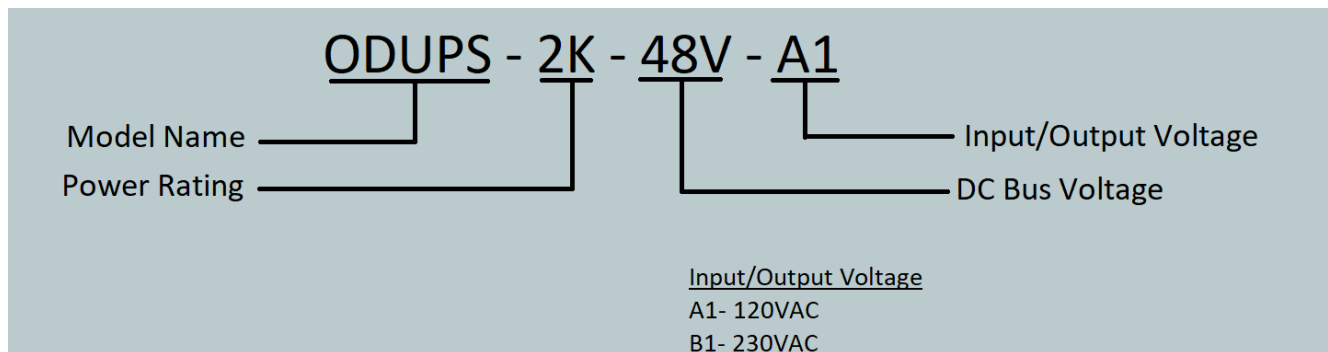 ODUPS - 2K - 48V - A1
Model Name
Input/Output Voltage
Power Rating
DC Bus Voltage
Input/Output Voltage
A1- 120VAC
B1- 230VAC